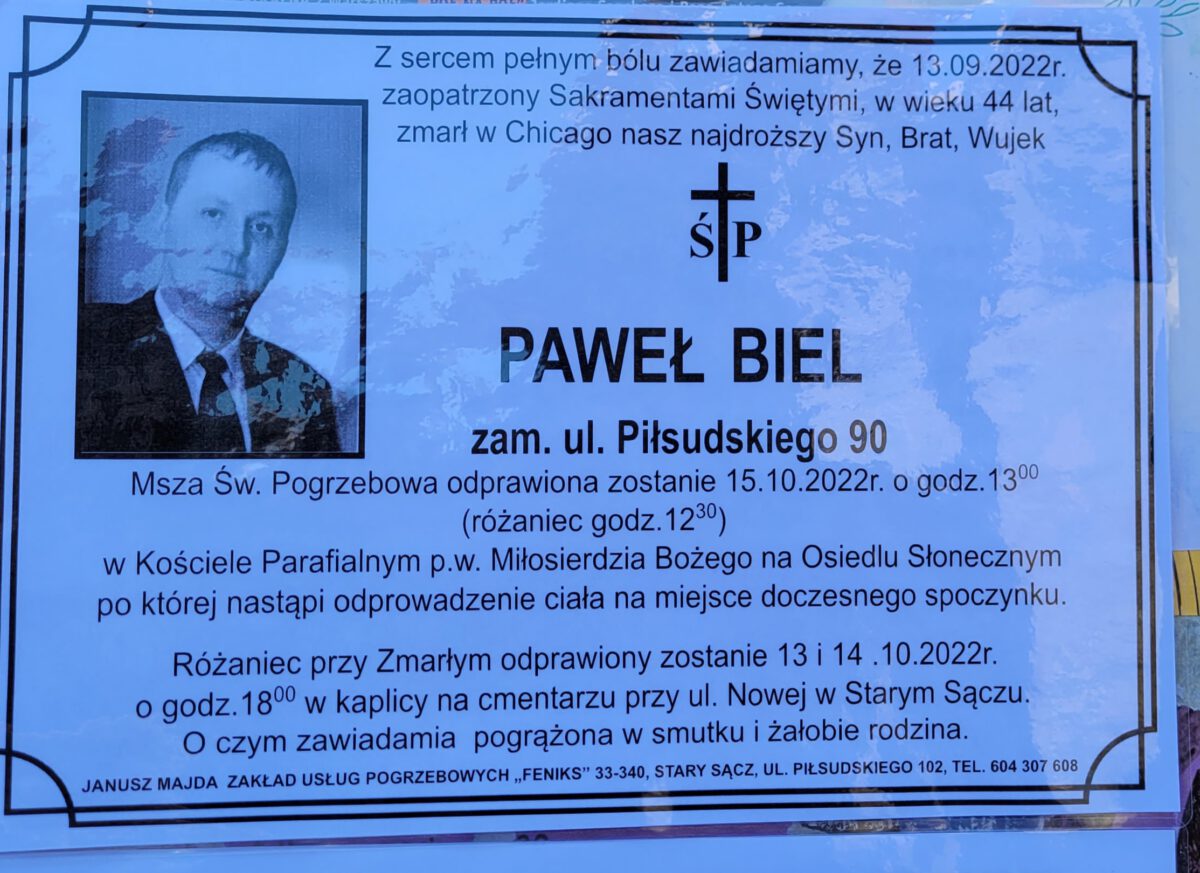 Z sercem pełnym bólu zawiadamiamy, że 13.09.2022r.
zaopatrzony Sakramentami Świętymi, w wieku 44 lat,
zmarł w Chicago nasz najdroższy Syn, Brat, Wujek
Ś P
PAWEŁ BIEL
zam. ul. Piłsudskiego 90
Msza Św. Pogrzebowa odprawiona zostanie 15.10.2022r. o godz.13⁰⁰
(różaniec godz.12³⁰)
w Kościele Parafialnym p.w. Miłosierdzia Bożego na Osiedlu Słonecznym
po której nastąpi odprowadzenie ciała na miejsce doczesnego spoczynku.
Różaniec przy Zmarłym odprawiony zostanie 13 i 14 .10.2022r.
o godz.18⁰⁰ w kaplicy na cmentarzu przy ul. Nowej w Starym Sączu.
O czym zawiadamia pogrążona w smutku i żałobie rodzina.
JANUSZ MAJDA ZAKŁAD USŁUG POGRZEBOWYCH „FENIKS" 33-340, STARY SĄCZ, UL. PIŁSUDSKIEGO 102, TEL. 604 307 608